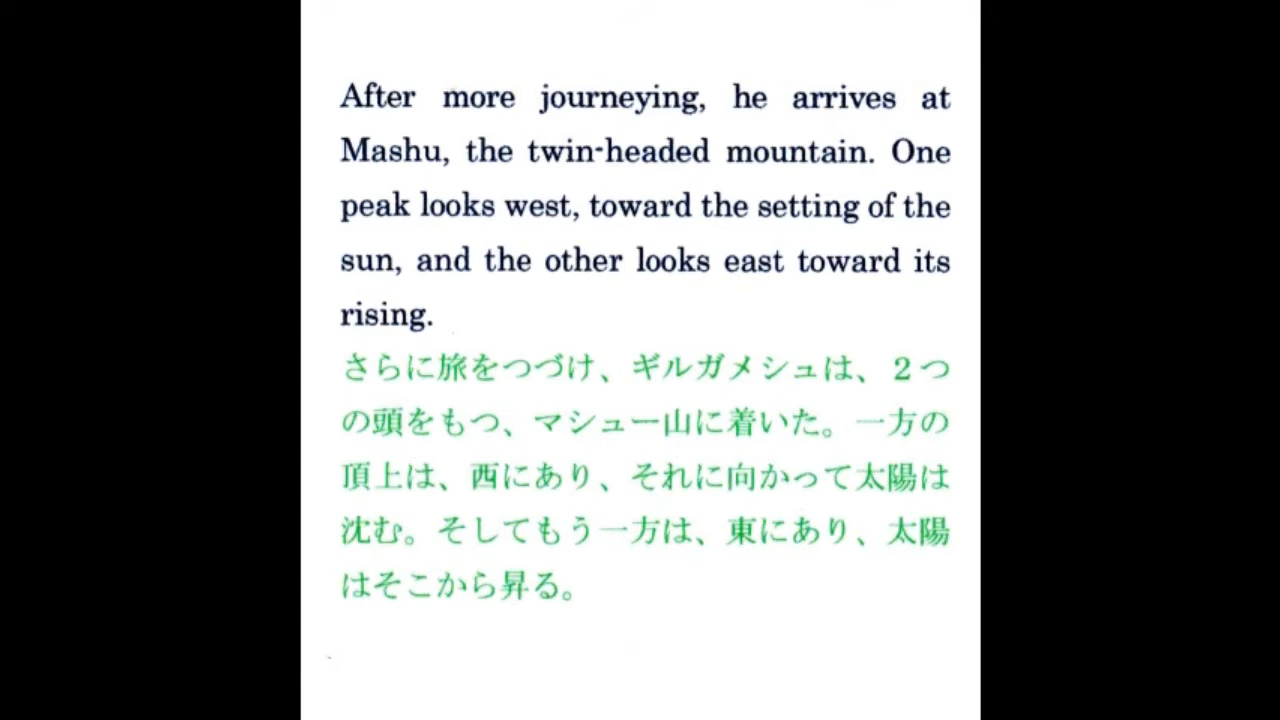 After more journeying, he arrives at
Mashu, the twin-headed mountain. One
peak looks west, toward the setting of the
sun, and the other looks east toward its
rising.
さらに旅をつづけ、ギルガメシュは、２つ
の頭をもつ、マシュー山に着いた。一方の
頂上は、西にあり、それに向かって太陽は
沈む。そしてもう一方は、東にあり、太陽
はそこから昇る。